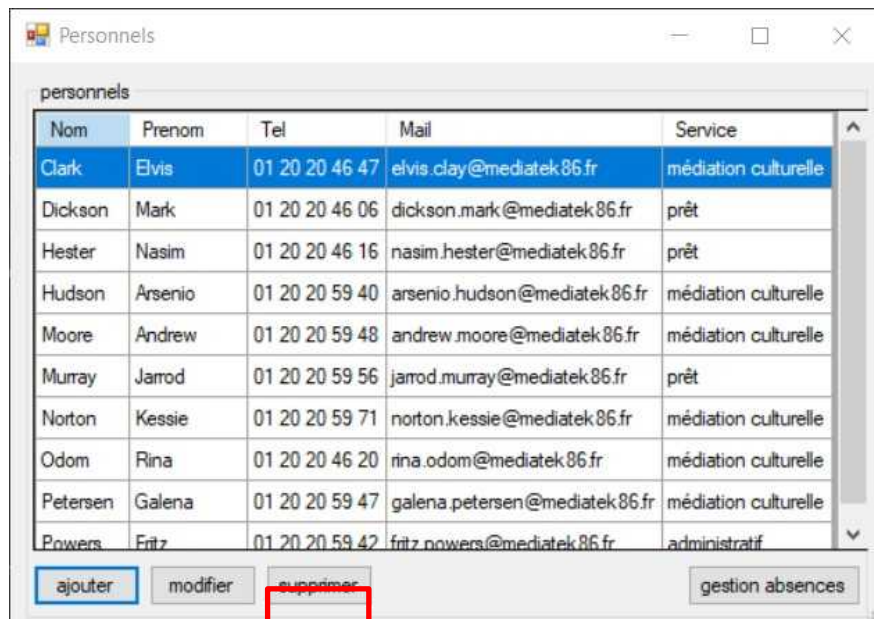 Personnels
personnels
Nom Prenom Tel Mail Service
Clark Elvis 01 20 20 46 47 elvis.clay@mediatek86.fr médiation culturelle
Dickson Mark 01 20 20 46 06 dickson.mark@mediatek86.fr prêt
Hester Nasim 01 20 20 46 16 nasim.hester@mediatek86.fr prêt
Hudson Arsenio 01 20 20 59 40 arsenio.hudson@mediatek86.fr médiation culturelle
Moore Andrew 01 20 20 59 48 andrew.moore@mediatek86.fr médiation culturelle
Murray Jarrod 01 20 20 59 56 jarrod.murray@mediatek86.fr prêt
Norton Kessie 01 20 20 59 71 norton.kessie@mediatek86.fr médiation culturelle
Odom Rina 01 20 20 46 20 rina.odom@mediatek86.fr médiation culturelle
Petersen Galena 01 20 20 59 47 galena.petersen@mediatek86.fr médiation culturelle
Powers Fritz 01 20 20 59 42 fritz.powers@mediatek86.fr administratif
ajouter modifier supprimer gestion absences